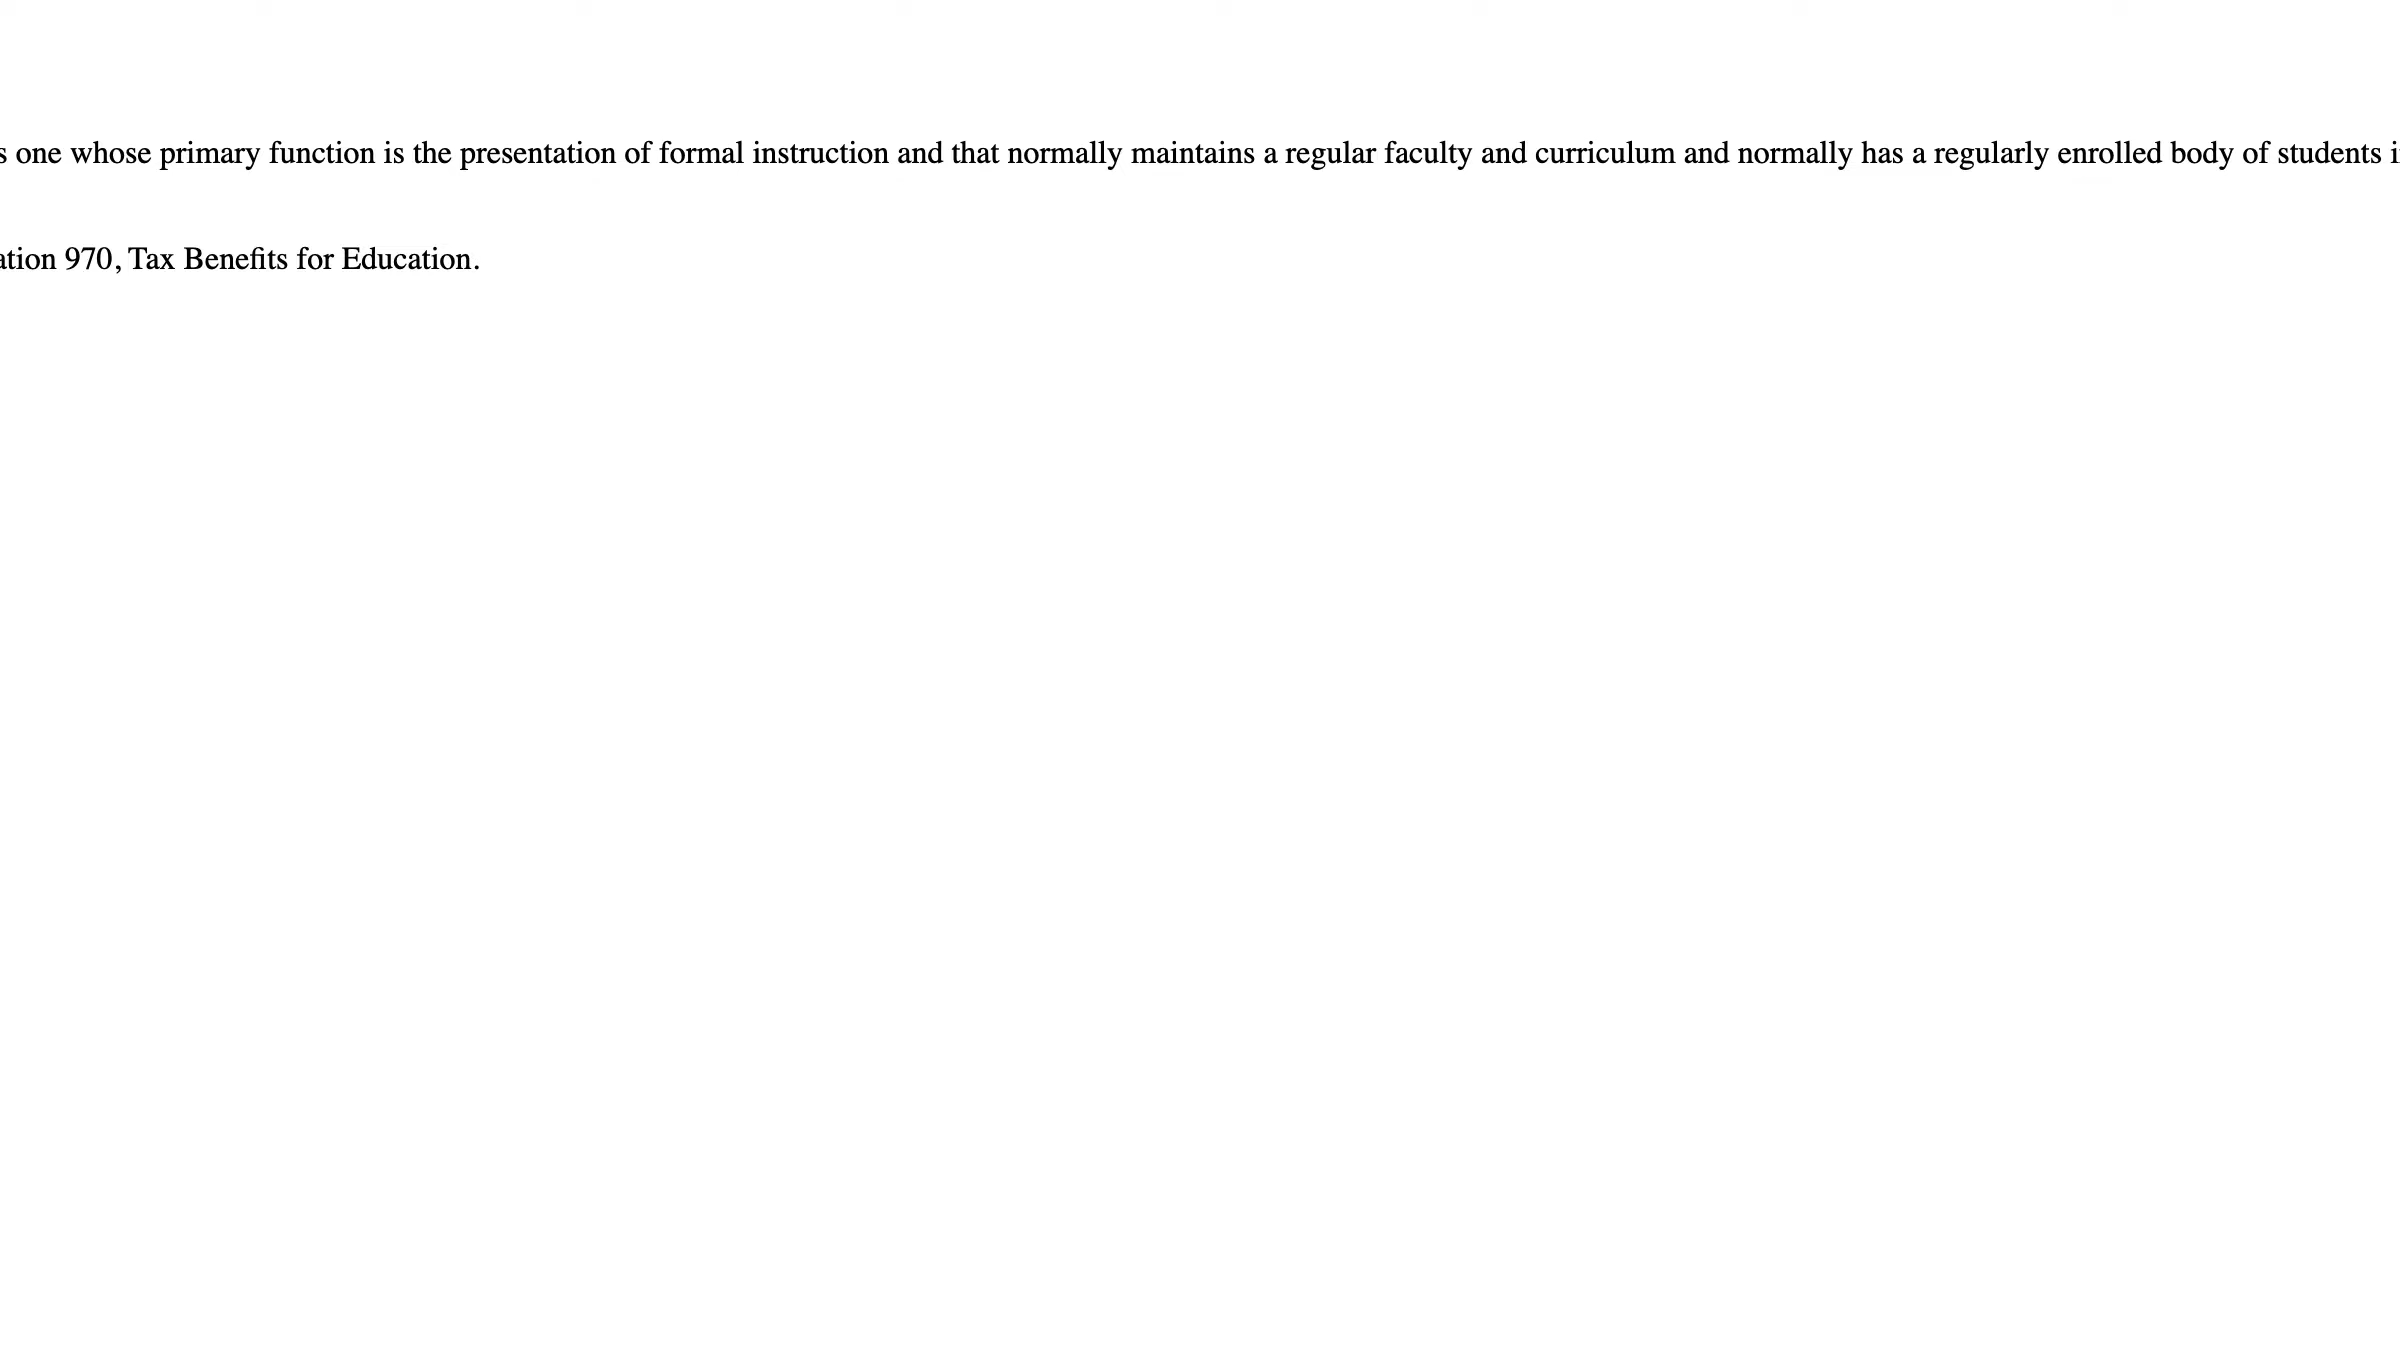 s one whose primary function is the presentation of formal instruction and that normally maintains a regular faculty and curriculum and normally has a regularly enrolled body of students i
ation 970, Tax Benefits for Education.